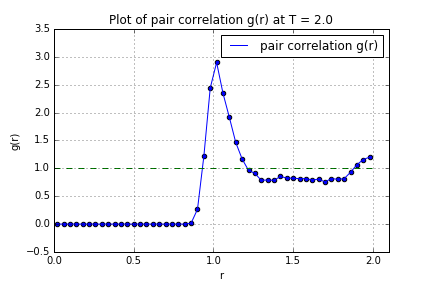 Plot of pair correlation g(r) at T = 2.0
3.5
3.0
2.5
2.0
1.5
1.0
0.5
0.0
−0.5
g(r)
pair correlation g(r)
0.0 0.5 1.0 1.5 2.0
r